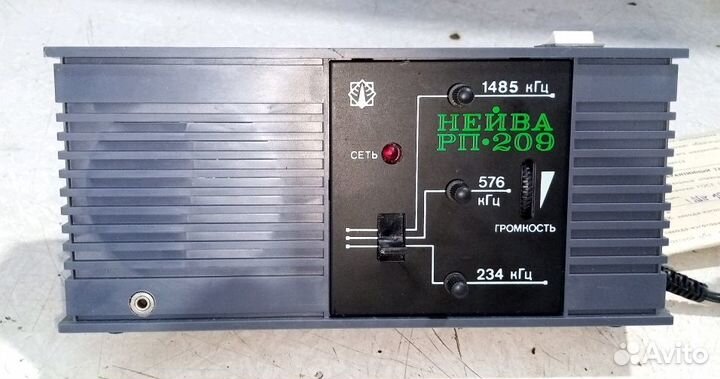 1485 кГц
НЕЙВА
РП•209
СЕТЬ
576
кГц
ГРОМКОСТЬ
234 кГц
Avito